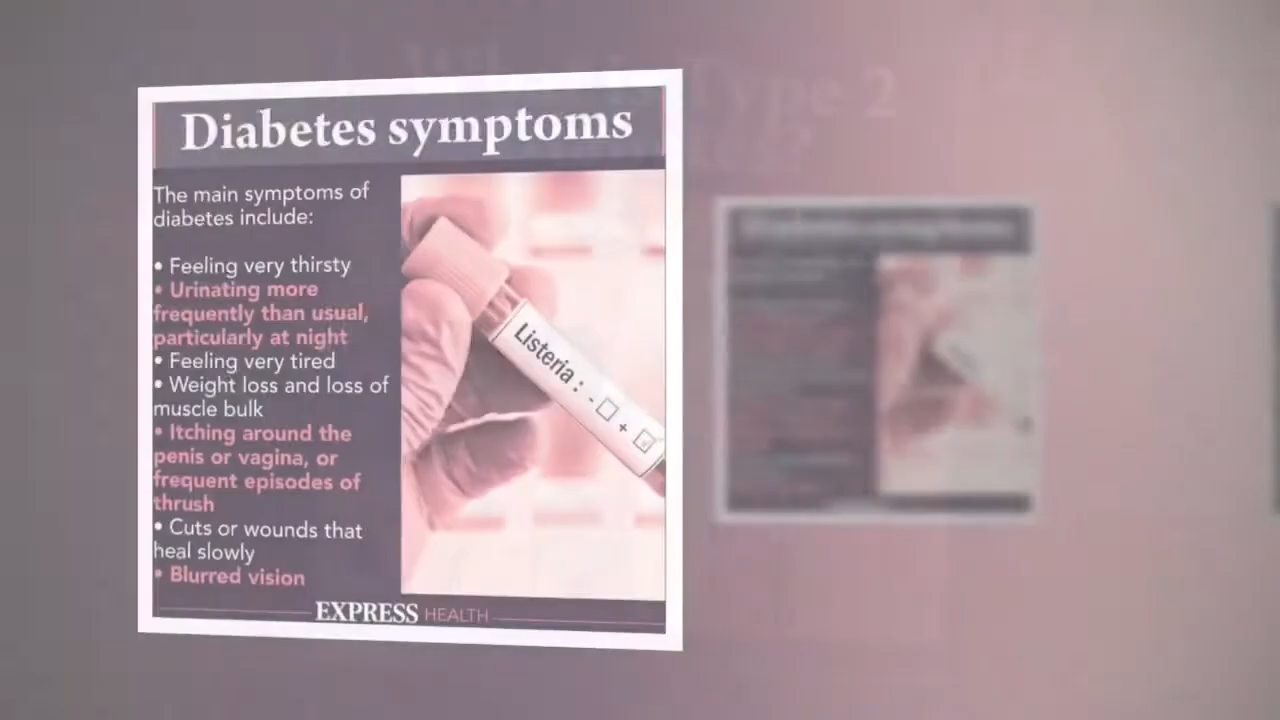 Type 2
Diabetes symptoms
The main symptoms of
diabetes include:
• Feeling very thirsty
• Urinating more
frequently than usual,
particularly at night
• Feeling very tired
• Weight loss and loss of
muscle bulk
• Itching around the
penis or vagina, or
frequent episodes of
thrush
• Cuts or wounds that
heal slowly
• Blurred vision
Listeria :
- ☐
+ ☑
EXPRESS HEALTH